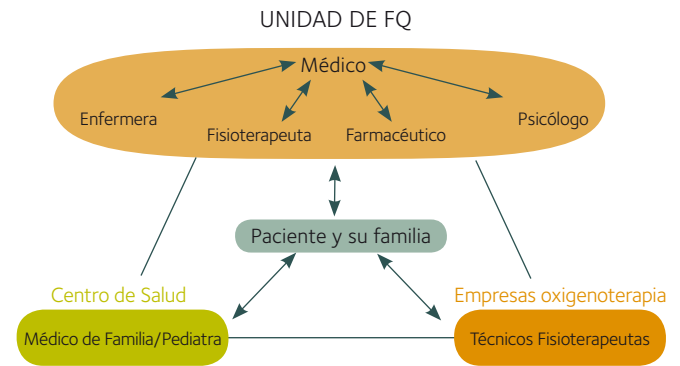 UNIDAD DE FQ
Médico
Enfermera
Fisioterapeuta
Farmacéutico
Psicólogo
Paciente y su familia
Centro de Salud
Empresas oxigenoterapia
Médico de Familia/Pediatra
Técnicos Fisioterapeutas